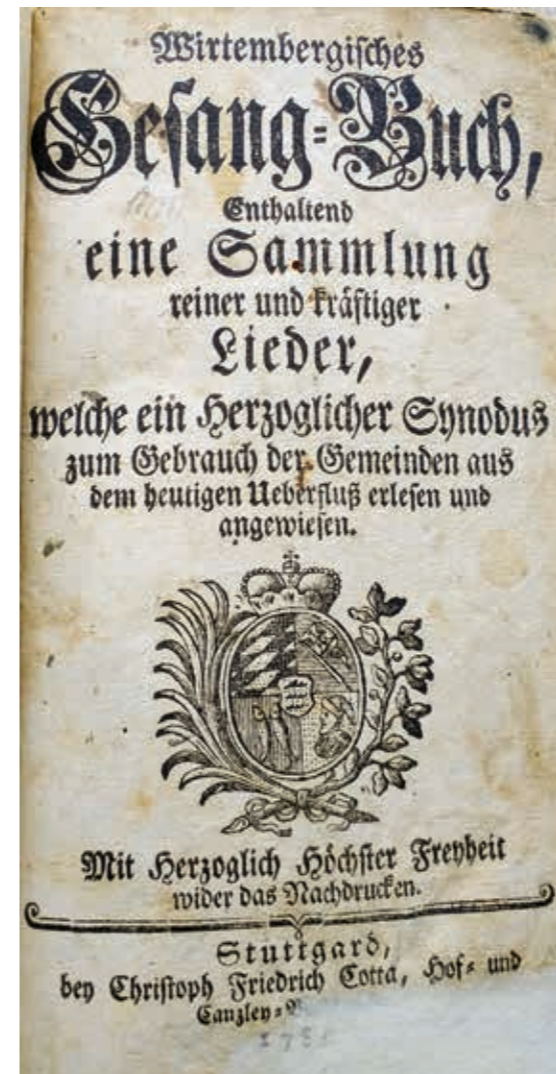 Wirtembergisches
Gesang-Buch,
Enthaltend
eine Sammlung
reiner und kräftiger
Lieder,
welche ein Herzoglicher Synodus
zum Gebrauch der Gemeinden aus
dem heutigen Ueberfluß erlesen und
angewiesen.
Mit Herzoglich Höchster Freyheit
wider das Nachdrucken.
Stuttgard,
bey Christoph Friedrich Cotta, Hof- und
Canzley-